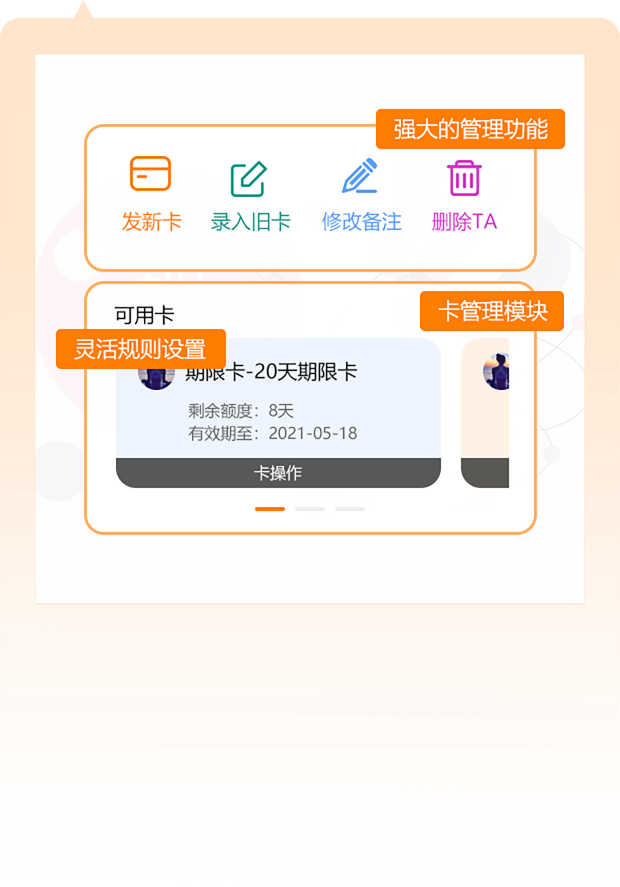 强大的管理功能
发新卡
录入旧卡
修改备注
删除TA
卡管理模块
可用卡
灵活规则设置
期限卡-20天期限卡
剩余额度：8天
有效期至：2021-05-18
卡操作